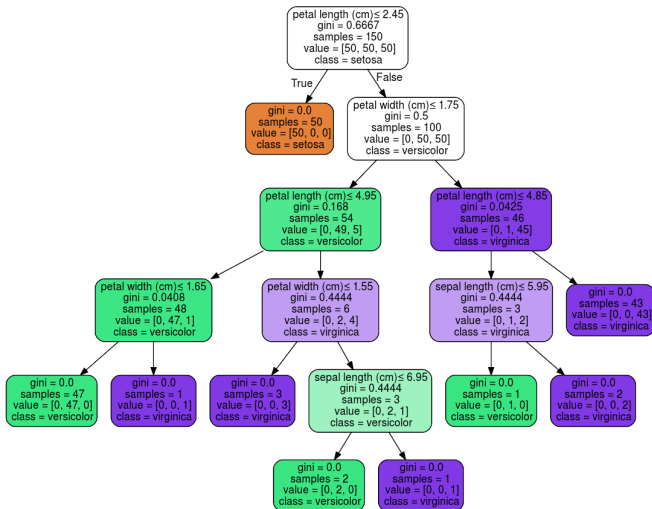 petal length (cm)≤ 2.45
gini = 0.6667
samples = 150
value = [50, 50, 50]
class = setosa
True
False
gini = 0.0
samples = 50
value = [50, 0, 0]
class = setosa
petal width (cm)≤ 1.75
gini = 0.5
samples = 100
value = [0, 50, 50]
class = versicolor
petal length (cm)≤ 4.95
gini = 0.168
samples = 54
value = [0, 49, 5]
class = versicolor
petal length (cm)≤ 4.85
gini = 0.0425
samples = 46
value = [0, 1, 45]
class = virginica
petal width (cm)≤ 1.65
gini = 0.0408
samples = 48
value = [0, 47, 1]
class = versicolor
petal width (cm)≤ 1.55
gini = 0.4444
samples = 6
value = [0, 2, 4]
class = virginica
sepal length (cm)≤ 5.95
gini = 0.4444
samples = 3
value = [0, 1, 2]
class = virginica
gini = 0.0
samples = 43
value = [0, 0, 43]
class = virginica
gini = 0.0
samples = 47
value = [0, 47, 0]
class = versicolor
gini = 0.0
samples = 1
value = [0, 0, 1]
class = virginica
gini = 0.0
samples = 3
value = [0, 0, 3]
class = virginica
sepal length (cm)≤ 6.95
gini = 0.4444
samples = 3
value = [0, 2, 1]
class = versicolor
gini = 0.0
samples = 1
value = [0, 1, 0]
class = versicolor
gini = 0.0
samples = 2
value = [0, 0, 2]
class = virginica
gini = 0.0
samples = 2
value = [0, 2, 0]
class = versicolor
gini = 0.0
samples = 1
value = [0, 0, 1]
class = virginica